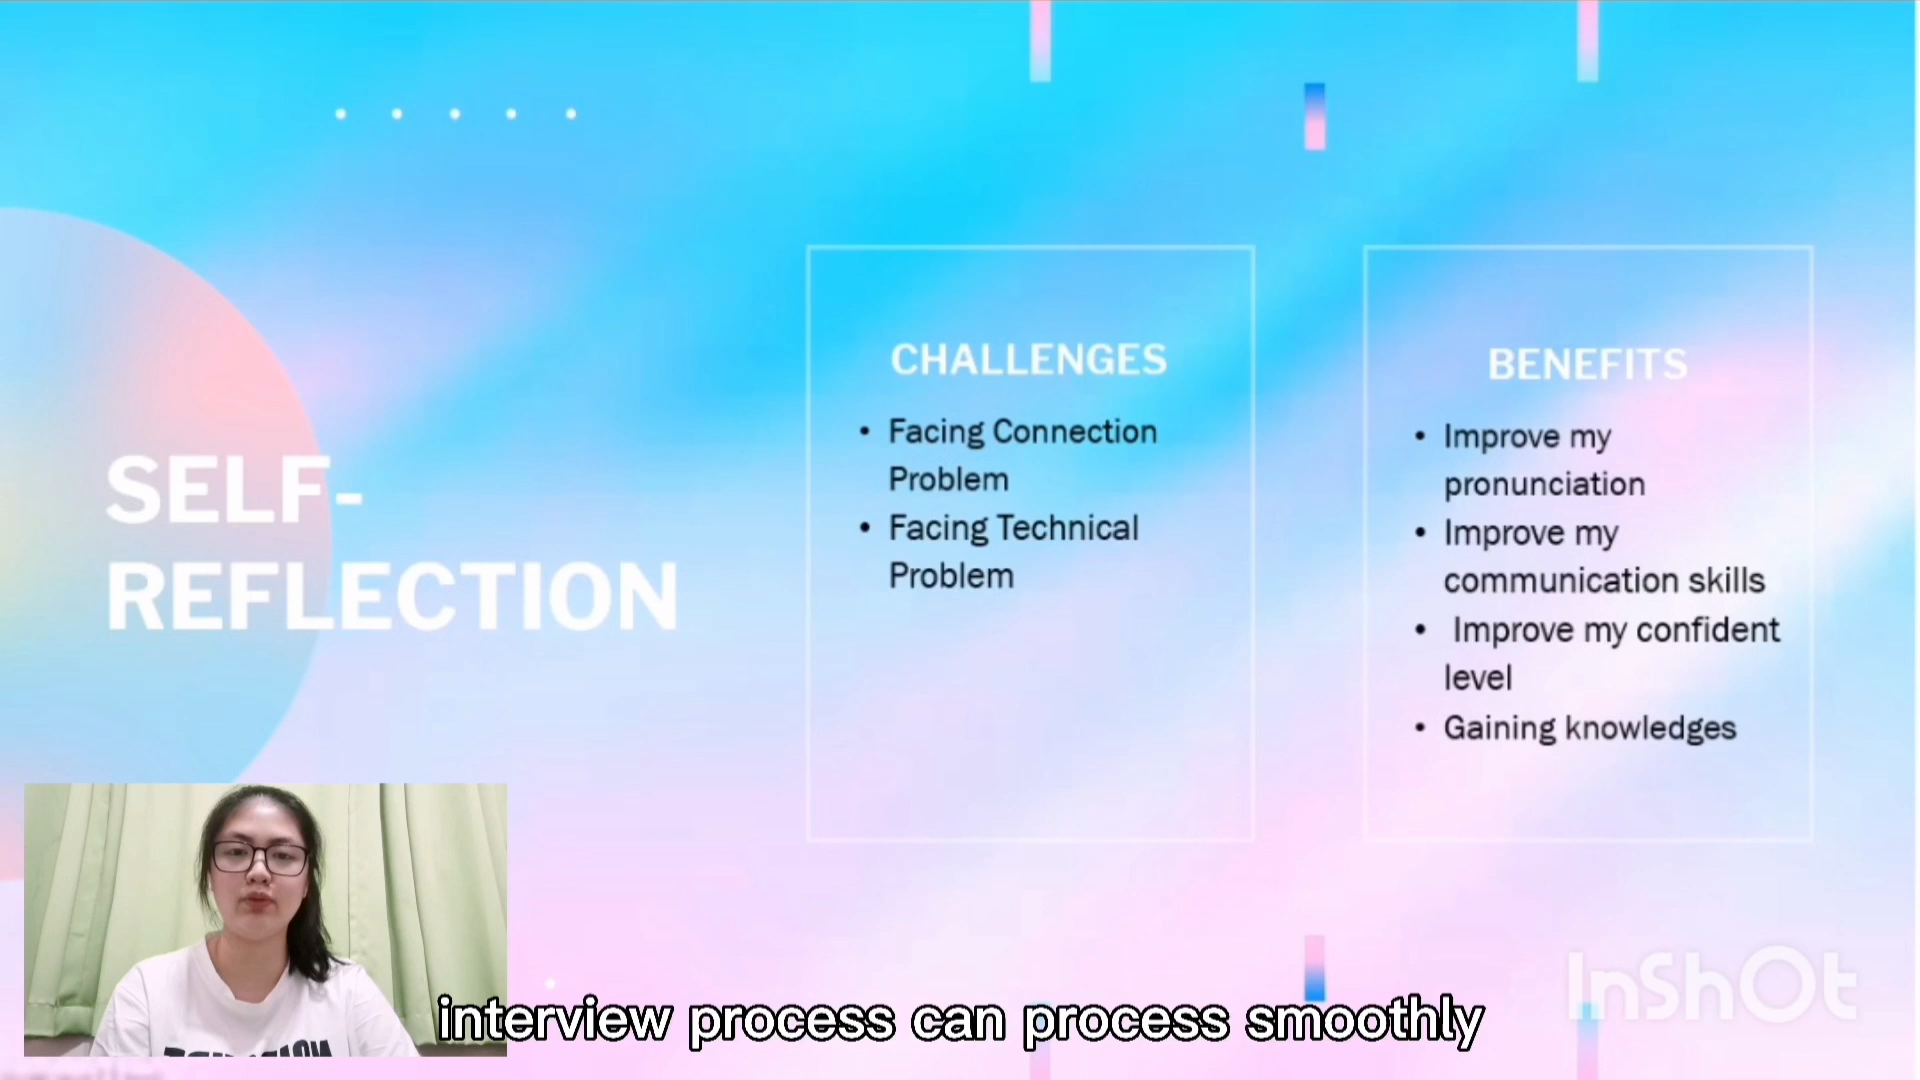 SELF-
REFLECTION
CHALLENGES
• Facing Connection
Problem
• Facing Technical
Problem
BENEFITS
• Improve my
pronunciation
• Improve my
communication skills
• Improve my confident
level
• Gaining knowledges
interview process can process smoothly
InShOt